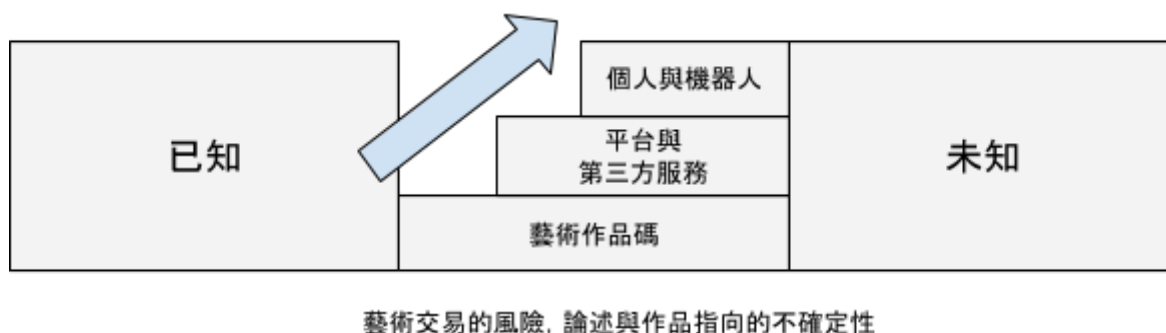 已知
個人與機器人
平台與
第三方服務
藝術作品碼
未知
藝術交易的風險, 論述與作品指向的不確定性